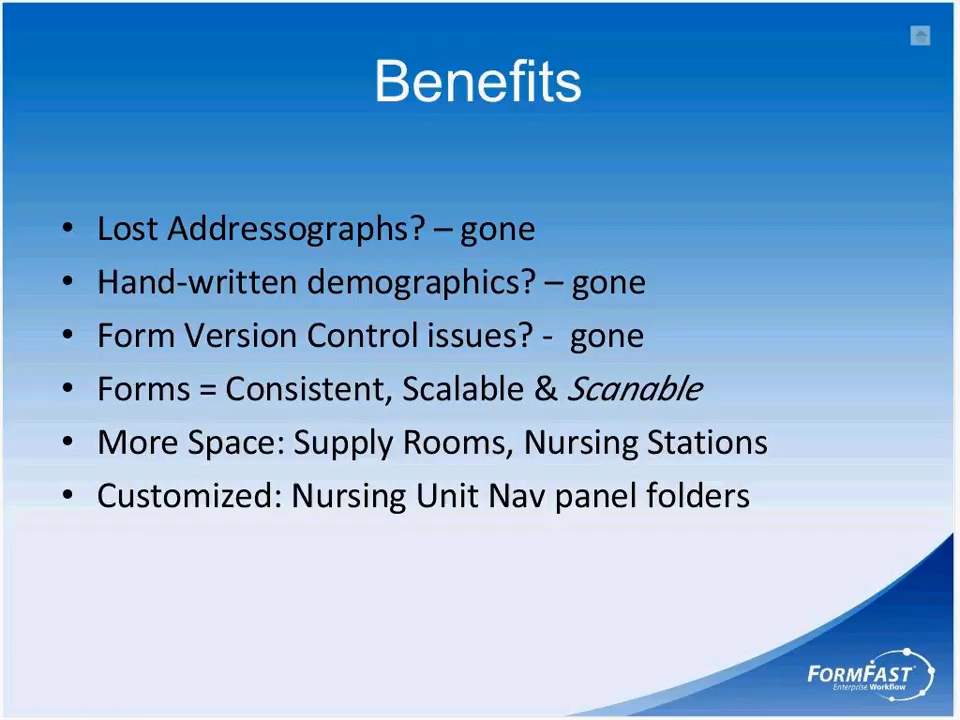 Benefits
• Lost Addressographs? – gone
• Hand-written demographics? – gone
• Form Version Control issues? - gone
• Forms = Consistent, Scalable & Scanable
• More Space: Supply Rooms, Nursing Stations
• Customized: Nursing Unit Nav panel folders
FORMFAST
Enterprise Workflow